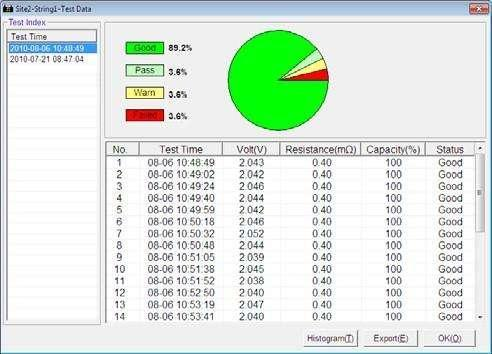 Site2-String1-Test Data
Test Index
Test Time
2010-08-06 10:48:49
2010-07-21 08:47:04
Good 89.2%
Pass 3.6%
Warn 3.6%
Failed 3.6%
No. Test Time Volt(V) Resistance(mΩ) Capacity(%) Status
1 08-06 10:48:49 2.043 0.40 100 Good
2 08-06 10:49:02 2.042 0.40 100 Good
3 08-06 10:49:24 2.046 0.40 100 Good
4 08-06 10:49:40 2.044 0.40 100 Good
5 08-06 10:49:59 2.042 0.40 100 Good
6 08-06 10:50:18 2.046 0.40 100 Good
7 08-06 10:50:32 2.052 0.40 100 Good
8 08-06 10:50:48 2.044 0.40 100 Good
9 08-06 10:51:05 2.039 0.40 100 Good
10 08-06 10:51:38 2.045 0.40 100 Good
11 08-06 10:51:52 2.038 0.40 100 Good
12 08-06 10:52:50 2.040 0.40 100 Good
13 08-06 10:53:19 2.047 0.40 100 Good
14 08-06 10:53:41 2.040 0.40 100 Good
Histogram(T) Export(E) OK(O)